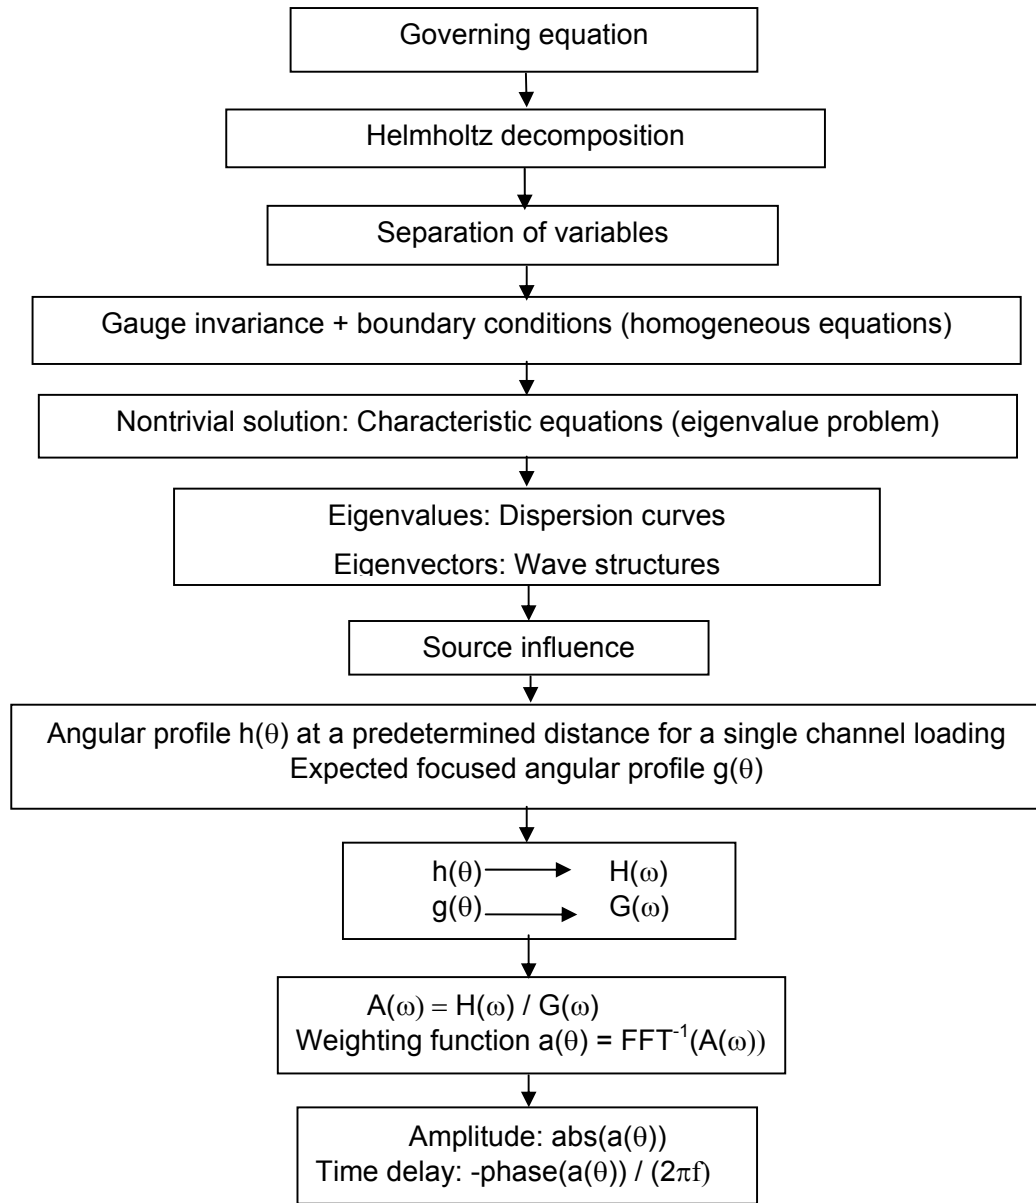 Governing equation
Helmholtz decomposition
Separation of variables
Gauge invariance + boundary conditions (homogeneous equations)
Nontrivial solution: Characteristic equations (eigenvalue problem)
Eigenvalues: Dispersion curves
Eigenvectors: Wave structures
Source influence
Angular profile h(θ) at a predetermined distance for a single channel loading
Expected focused angular profile g(θ)
h(θ) → H(ω)
g(θ) → G(ω)
A(ω) = H(ω) / G(ω)
Weighting function a(θ) = FFT⁻¹(A(ω))
Amplitude: abs(a(θ))
Time delay: -phase(a(θ)) / (2πf)